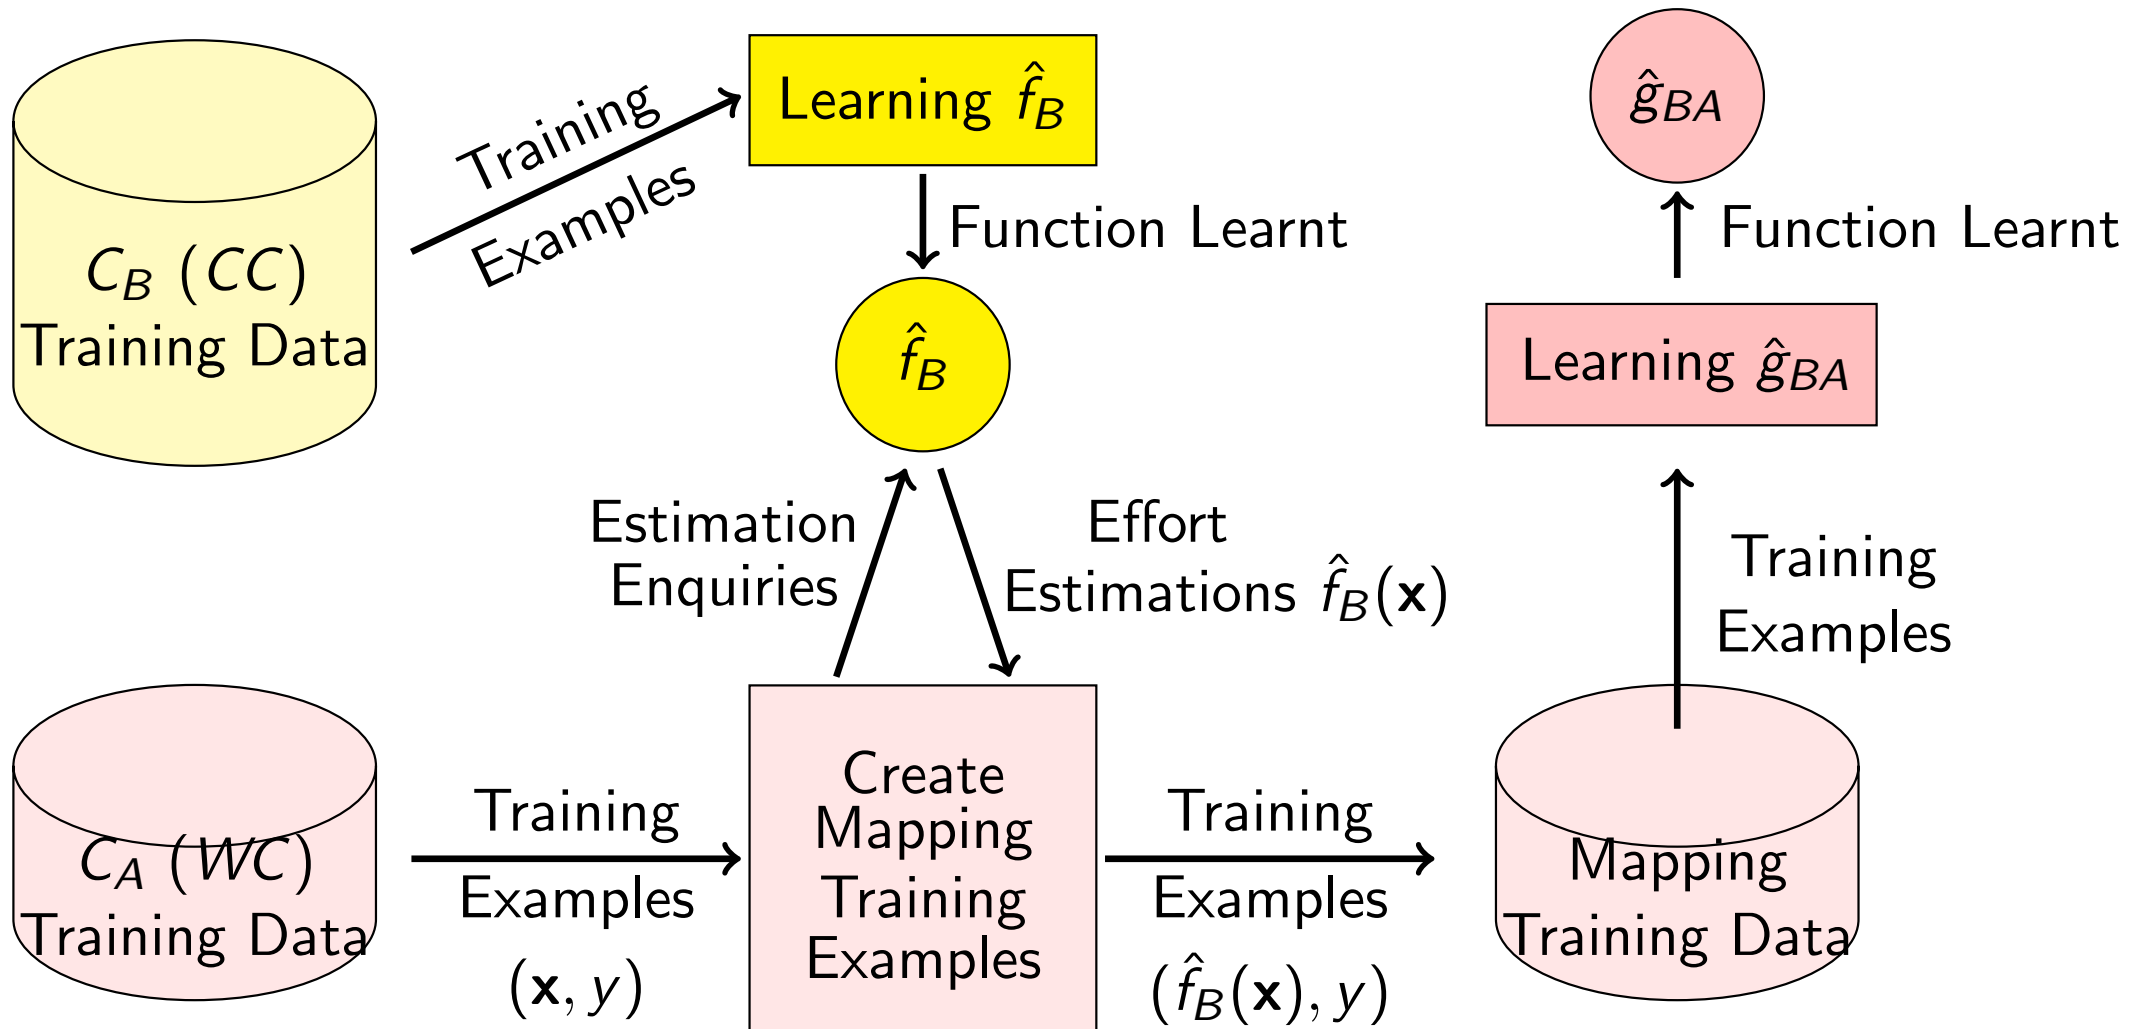 Learning f̂_B
ĝ_BA
Training
Examples
Function Learnt
Function Learnt
C_B (CC)
Training Data
f̂_B
Learning ĝ_BA
Estimation
Enquiries
Effort
Estimations f̂_B(x)
Training
Examples
C_A (WC)
Training Data
Training
Examples
(x, y)
Create
Mapping
Training
Examples
Training
Examples
(f̂_B(x), y)
Mapping
Training Data